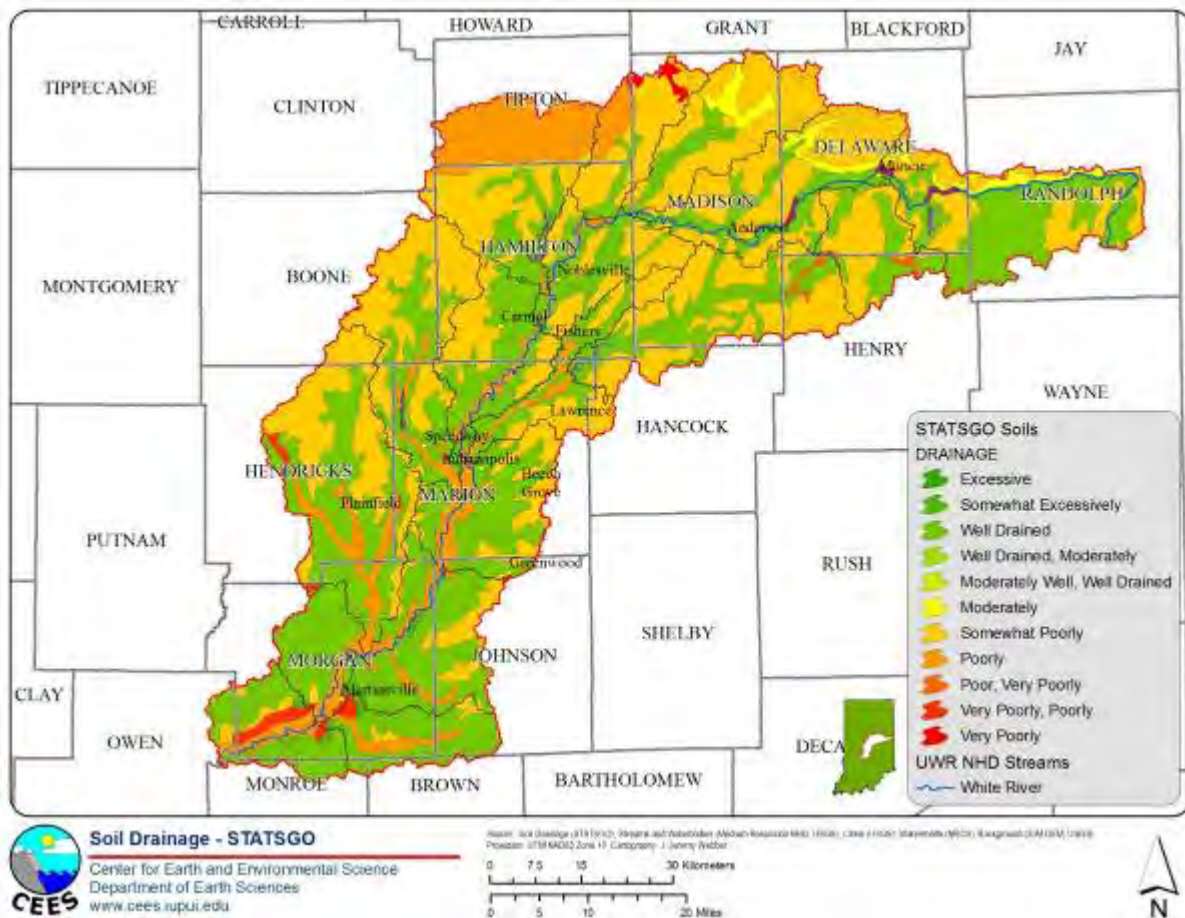 CARROLL
HOWARD
GRANT
BLACKFORD
JAY
TIPPECANOE
CLINTON
TIPTON
DELAWARE
Muncie
RANDOLPH
MADISON
Anderson
HAMILTON
Noblesville
BOONE
MONTGOMERY
Carmel
Fishers
HENRY
WAYNE
Lawrence
HANCOCK
Speedway
Indianapolis
HENDRICKS
Beech
Grove
MARION
Plainfield
PUTNAM
Greenwood
RUSH
SHELBY
MORGAN
JOHNSON
Martinsville
CLAY
OWEN
DECA
MONROE
BROWN
BARTHOLOMEW
STATSGO Soils
DRAINAGE
Excessive
Somewhat Excessively
Well Drained
Well Drained, Moderately
Moderately Well, Well Drained
Moderately
Somewhat Poorly
Poorly
Poor, Very Poorly
Very Poorly, Poorly
Very Poorly
UWR NHD Streams
White River
CEES
Soil Drainage - STATSGO
Center for Earth and Environmental Science
Department of Earth Sciences
www.cees.iupui.edu
0 7.5 15 30 Kilometers
0 5 10 20 Miles
N